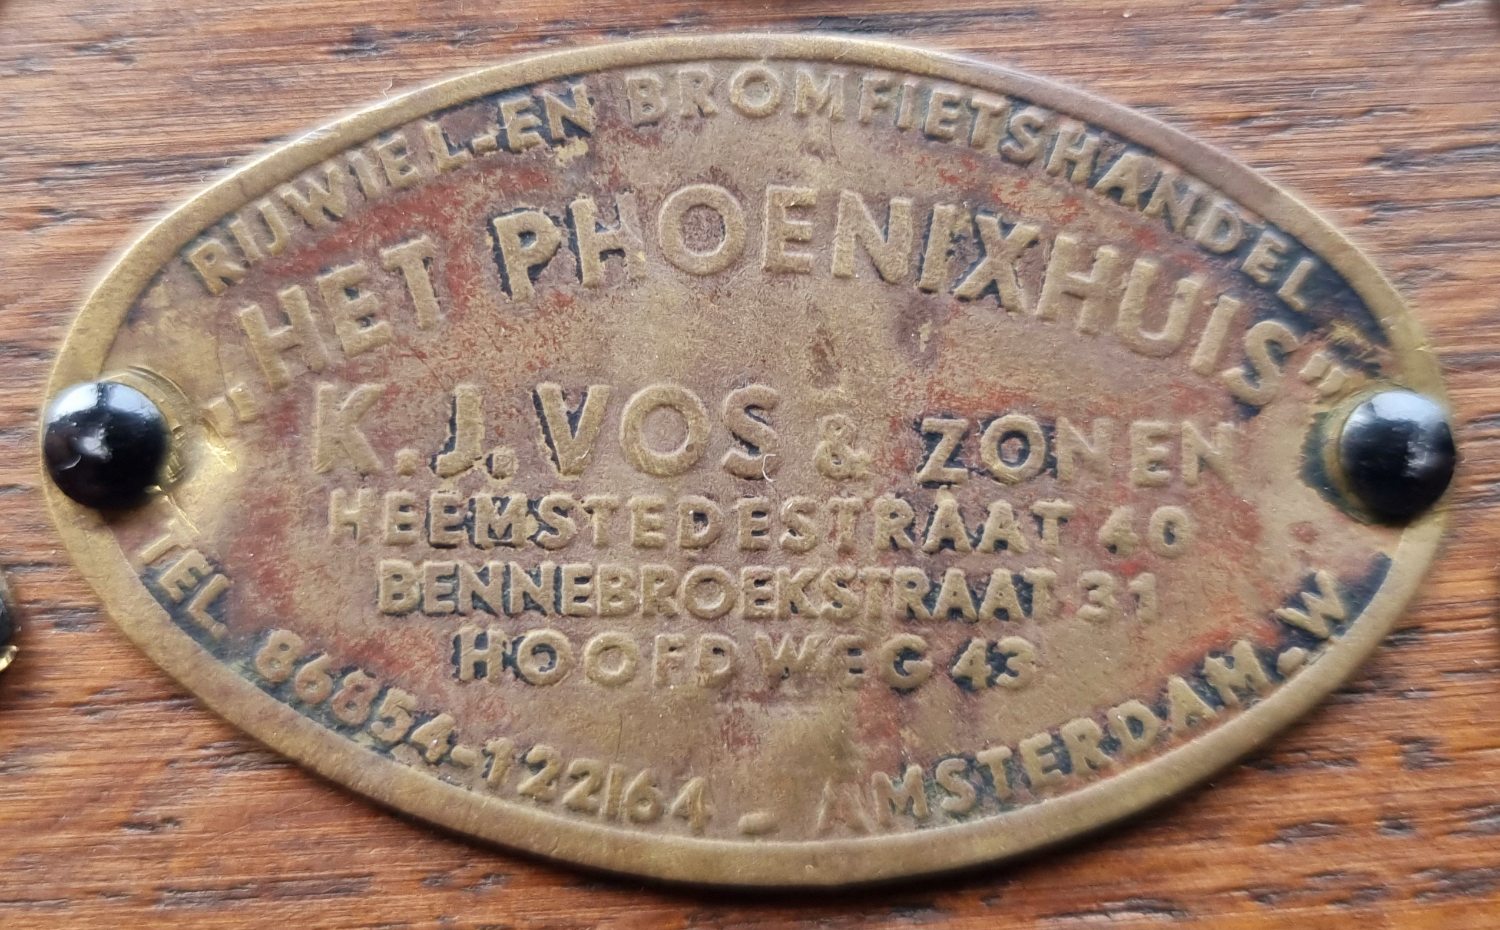 RIJWIEL-EN BROMFIETSHANDEL
„HET PHOENIXHUIS”
K.J. VOS & ZONEN
HEEMSTEDESTRAAT 40
BENNEBROEKSTRAAT 31
HOOFDWEG 43
TEL 86854-122164 - AMSTERDAM.-W